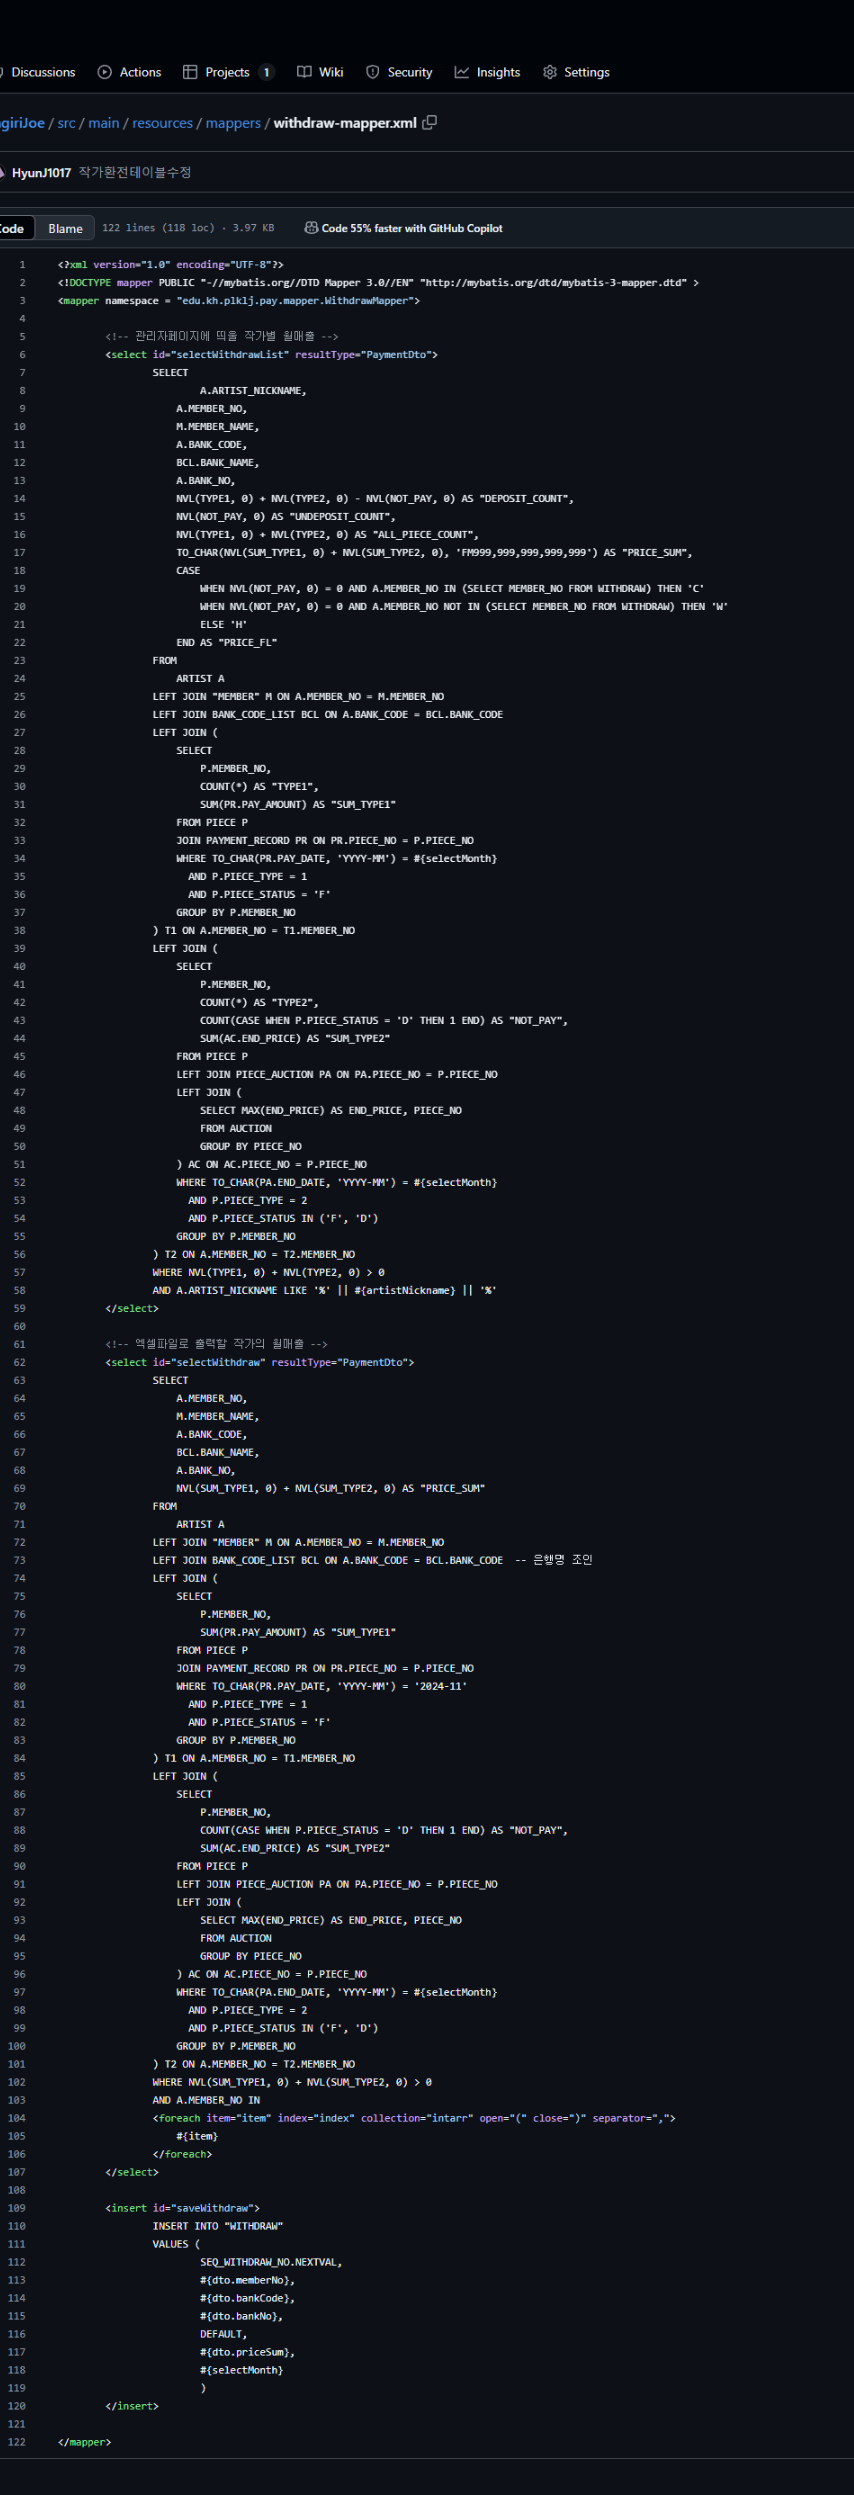 Discussions Actions Projects 1 Wiki Security Insights Settings
giriJoe / src / main / resources / mappers / withdraw-mapper.xml
HyunJ1017 작가환전테이블수정
Code Blame 122 lines (118 loc) · 3.97 KB Code 55% faster with GitHub Copilot
1 <?xml version="1.0" encoding="UTF-8"?>
2 <!DOCTYPE mapper PUBLIC "-//mybatis.org//DTD Mapper 3.0//EN" "http://mybatis.org/dtd/mybatis-3-mapper.dtd" >
3 <mapper namespace = "edu.kh.plklj.pay.mapper.WithdrawMapper">
4
5 <!-- 관리자페이지에 띄울 작가별 월매출 -->
6 <select id="selectWithdrawList" resultType="PaymentDto">
7 SELECT
8 A.ARTIST_NICKNAME,
9 A.MEMBER_NO,
10 M.MEMBER_NAME,
11 A.BANK_CODE,
12 BCL.BANK_NAME,
13 A.BANK_NO,
14 NVL(TYPE1, 0) + NVL(TYPE2, 0) - NVL(NOT_PAY, 0) AS "DEPOSIT_COUNT",
15 NVL(NOT_PAY, 0) AS "UNDEPOSIT_COUNT",
16 NVL(TYPE1, 0) + NVL(TYPE2, 0) AS "ALL_PIECE_COUNT",
17 TO_CHAR(NVL(SUM_TYPE1, 0) + NVL(SUM_TYPE2, 0), 'FM999,999,999,999,999') AS "PRICE_SUM",
18 CASE
19 WHEN NVL(NOT_PAY, 0) = 0 AND A.MEMBER_NO IN (SELECT MEMBER_NO FROM WITHDRAW) THEN 'C'
20 WHEN NVL(NOT_PAY, 0) = 0 AND A.MEMBER_NO NOT IN (SELECT MEMBER_NO FROM WITHDRAW) THEN 'W'
21 ELSE 'H'
22 END AS "PRICE_FL"
23 FROM
24 ARTIST A
25 LEFT JOIN "MEMBER" M ON A.MEMBER_NO = M.MEMBER_NO
26 LEFT JOIN BANK_CODE_LIST BCL ON A.BANK_CODE = BCL.BANK_CODE
27 LEFT JOIN (
28 SELECT
29 P.MEMBER_NO,
30 COUNT(*) AS "TYPE1",
31 SUM(PR.PAY_AMOUNT) AS "SUM_TYPE1"
32 FROM PIECE P
33 JOIN PAYMENT_RECORD PR ON PR.PIECE_NO = P.PIECE_NO
34 WHERE TO_CHAR(PR.PAY_DATE, 'YYYY-MM') = #{selectMonth}
35 AND P.PIECE_TYPE = 1
36 AND P.PIECE_STATUS = 'F'
37 GROUP BY P.MEMBER_NO
38 ) T1 ON A.MEMBER_NO = T1.MEMBER_NO
39 LEFT JOIN (
40 SELECT
41 P.MEMBER_NO,
42 COUNT(*) AS "TYPE2",
43 COUNT(CASE WHEN P.PIECE_STATUS = 'D' THEN 1 END) AS "NOT_PAY",
44 SUM(AC.END_PRICE) AS "SUM_TYPE2"
45 FROM PIECE P
46 LEFT JOIN PIECE_AUCTION PA ON PA.PIECE_NO = P.PIECE_NO
47 LEFT JOIN (
48 SELECT MAX(END_PRICE) AS END_PRICE, PIECE_NO
49 FROM AUCTION
50 GROUP BY PIECE_NO
51 ) AC ON AC.PIECE_NO = P.PIECE_NO
52 WHERE TO_CHAR(PA.END_DATE, 'YYYY-MM') = #{selectMonth}
53 AND P.PIECE_TYPE = 2
54 AND P.PIECE_STATUS IN ('F', 'D')
55 GROUP BY P.MEMBER_NO
56 ) T2 ON A.MEMBER_NO = T2.MEMBER_NO
57 WHERE NVL(TYPE1, 0) + NVL(TYPE2, 0) > 0
58 AND A.ARTIST_NICKNAME LIKE '%' || #{artistNickname} || '%'
59 </select>
60
61 <!-- 엑셀파일로 출력할 작가의 월매출 -->
62 <select id="selectWithdraw" resultType="PaymentDto">
63 SELECT
64 A.MEMBER_NO,
65 M.MEMBER_NAME,
66 A.BANK_CODE,
67 BCL.BANK_NAME,
68 A.BANK_NO,
69 NVL(SUM_TYPE1, 0) + NVL(SUM_TYPE2, 0) AS "PRICE_SUM"
70 FROM
71 ARTIST A
72 LEFT JOIN "MEMBER" M ON A.MEMBER_NO = M.MEMBER_NO
73 LEFT JOIN BANK_CODE_LIST BCL ON A.BANK_CODE = BCL.BANK_CODE -- 은행명 조인
74 LEFT JOIN (
75 SELECT
76 P.MEMBER_NO,
77 SUM(PR.PAY_AMOUNT) AS "SUM_TYPE1"
78 FROM PIECE P
79 JOIN PAYMENT_RECORD PR ON PR.PIECE_NO = P.PIECE_NO
80 WHERE TO_CHAR(PR.PAY_DATE, 'YYYY-MM') = '2024-11'
81 AND P.PIECE_TYPE = 1
82 AND P.PIECE_STATUS = 'F'
83 GROUP BY P.MEMBER_NO
84 ) T1 ON A.MEMBER_NO = T1.MEMBER_NO
85 LEFT JOIN (
86 SELECT
87 P.MEMBER_NO,
88 COUNT(CASE WHEN P.PIECE_STATUS = 'D' THEN 1 END) AS "NOT_PAY",
89 SUM(AC.END_PRICE) AS "SUM_TYPE2"
90 FROM PIECE P
91 LEFT JOIN PIECE_AUCTION PA ON PA.PIECE_NO = P.PIECE_NO
92 LEFT JOIN (
93 SELECT MAX(END_PRICE) AS END_PRICE, PIECE_NO
94 FROM AUCTION
95 GROUP BY PIECE_NO
96 ) AC ON AC.PIECE_NO = P.PIECE_NO
97 WHERE TO_CHAR(PA.END_DATE, 'YYYY-MM') = #{selectMonth}
98 AND P.PIECE_TYPE = 2
99 AND P.PIECE_STATUS IN ('F', 'D')
100 GROUP BY P.MEMBER_NO
101 ) T2 ON A.MEMBER_NO = T2.MEMBER_NO
102 WHERE NVL(SUM_TYPE1, 0) + NVL(SUM_TYPE2, 0) > 0
103 AND A.MEMBER_NO IN
104 <foreach item="item" index="index" collection="intarr" open="(" close=")" separator=",">
105 #{item}
106 </foreach>
107 </select>
108
109 <insert id="saveWithdraw">
110 INSERT INTO "WITHDRAW"
111 VALUES (
112 SEQ_WITHDRAW_NO.NEXTVAL,
113 #{dto.memberNo},
114 #{dto.bankCode},
115 #{dto.bankNo},
116 DEFAULT,
117 #{dto.priceSum},
118 #{selectMonth}
119 )
120 </insert>
121
122 </mapper>